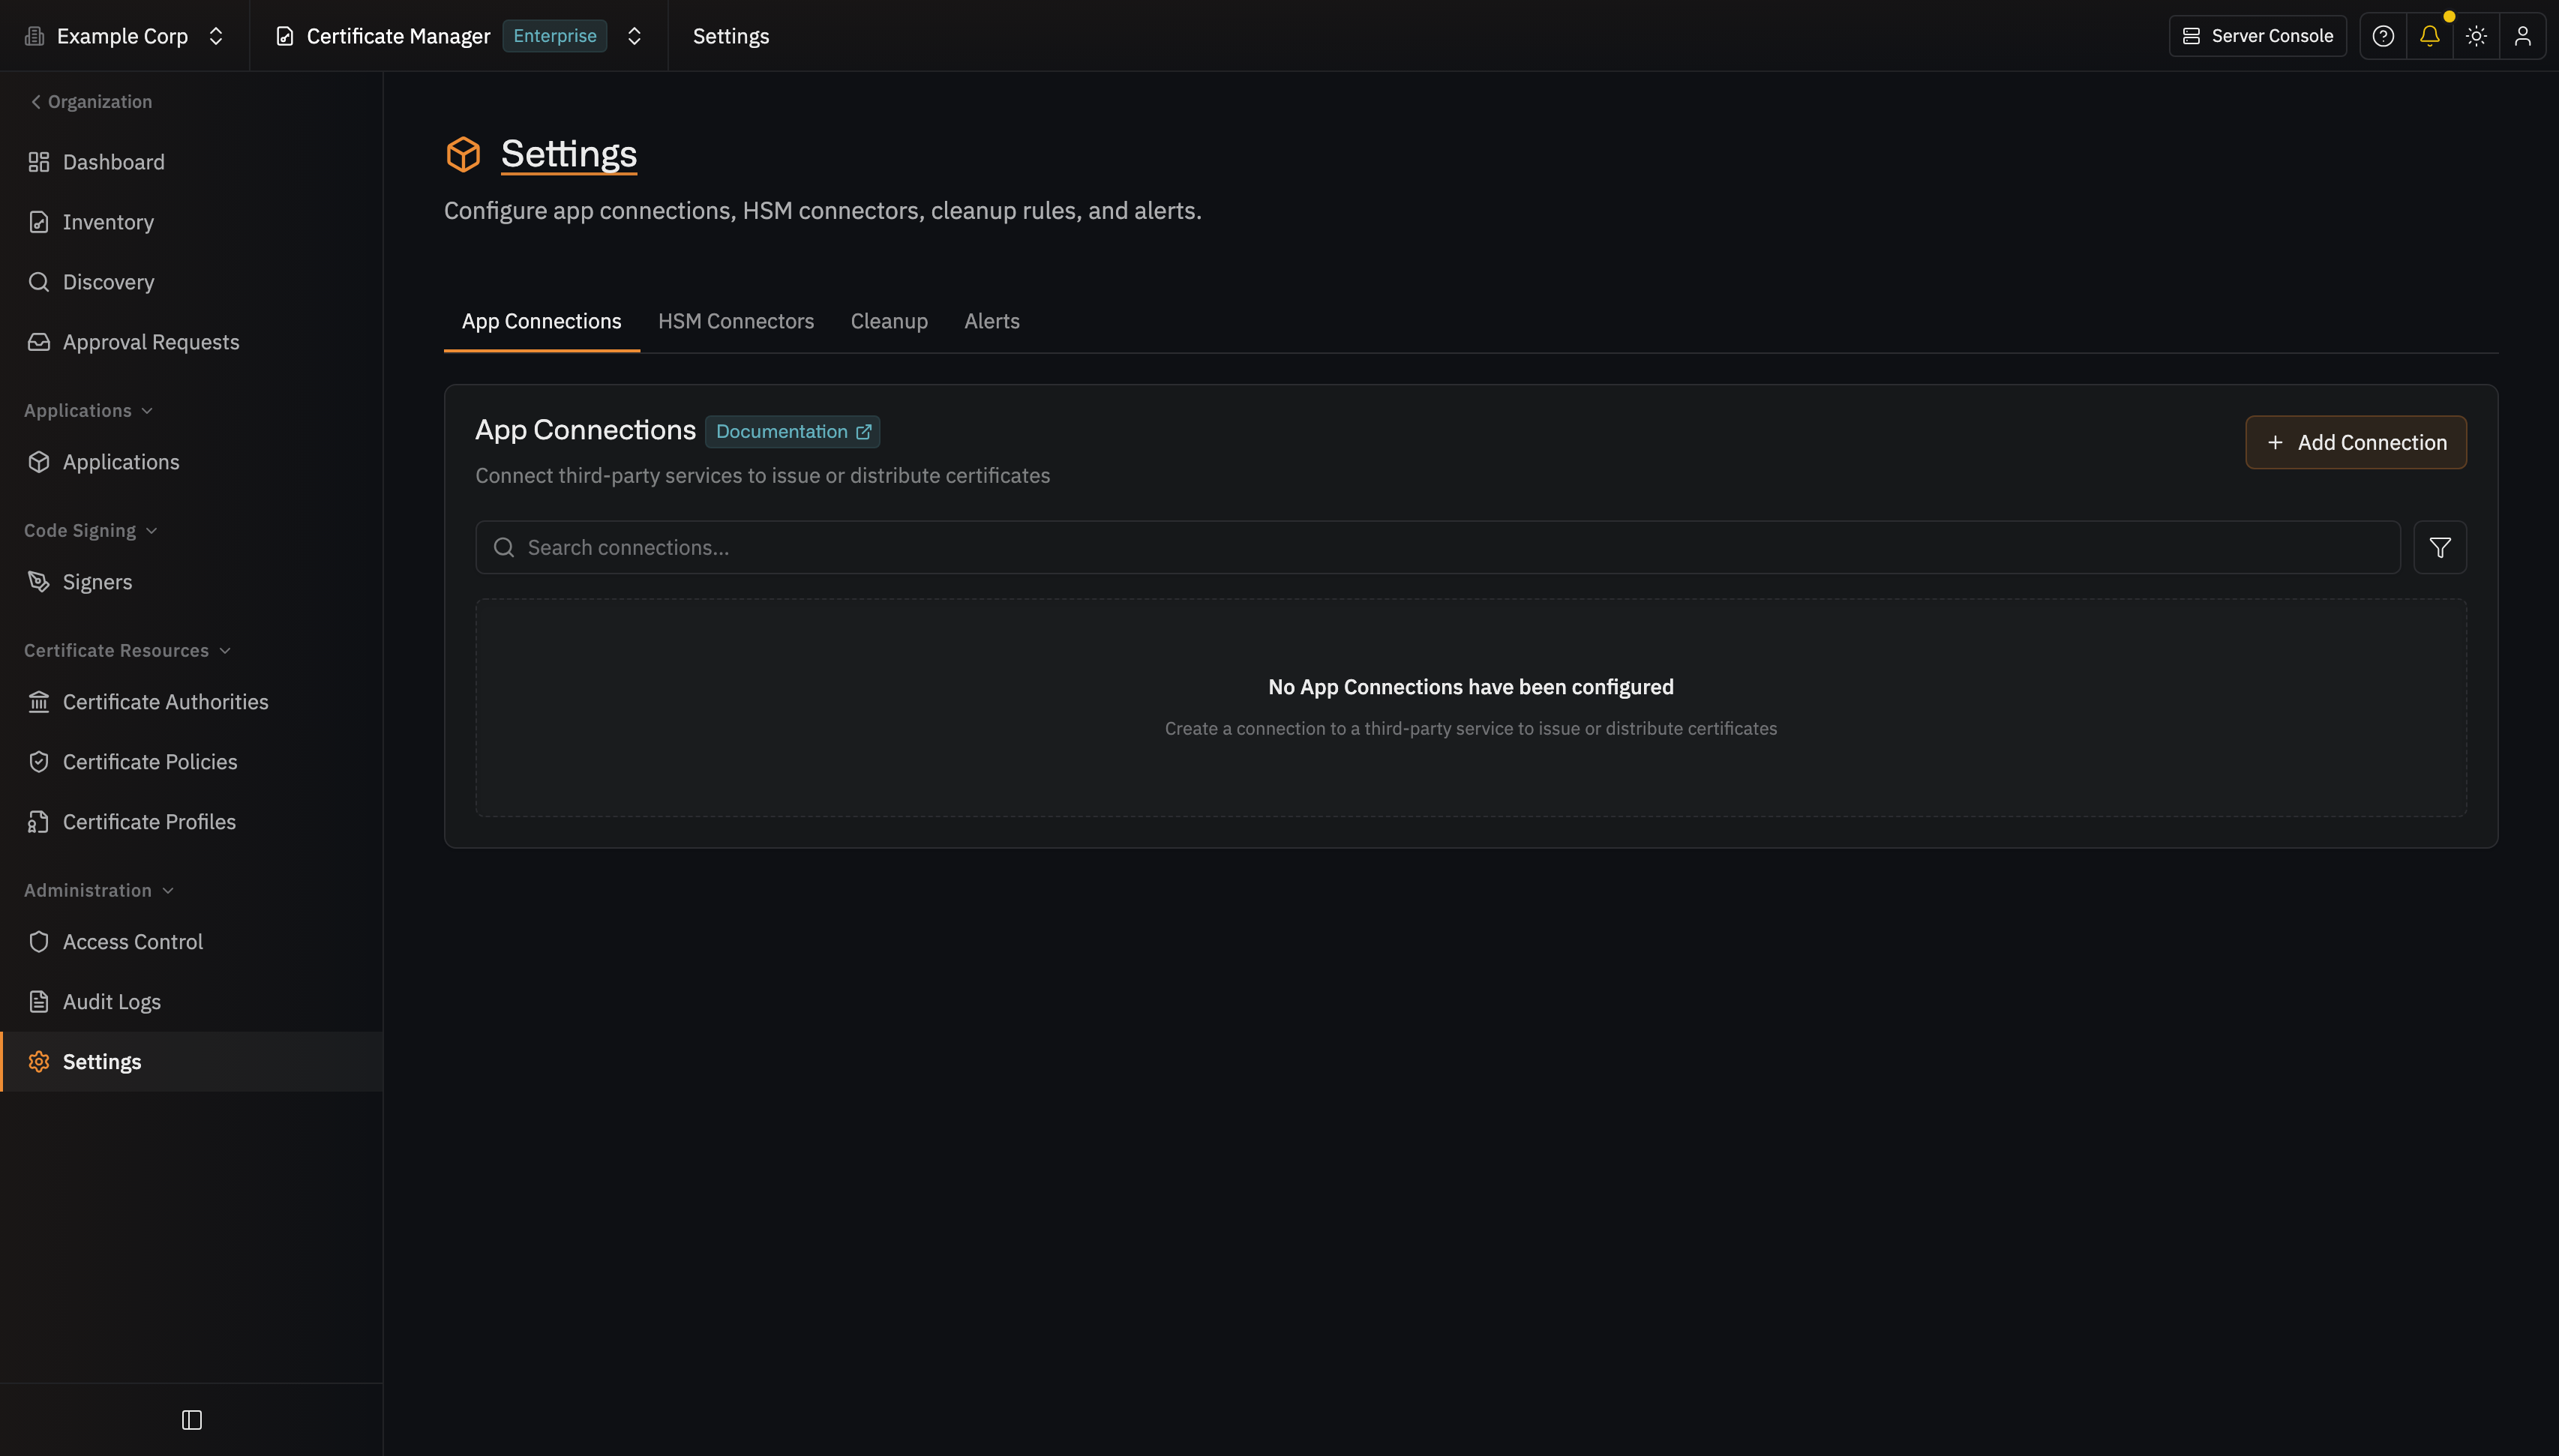 Example Corp
Certificate Manager Enterprise
Settings
Server Console
Organization
Dashboard
Inventory
Discovery
Approval Requests
Applications
Applications
Code Signing
Signers
Certificate Resources
Certificate Authorities
Certificate Policies
Certificate Profiles
Administration
Access Control
Audit Logs
Settings
Settings
Configure app connections, HSM connectors, cleanup rules, and alerts.
App Connections HSM Connectors Cleanup Alerts
App Connections Documentation
Connect third-party services to issue or distribute certificates
Add Connection
Search connections...
No App Connections have been configured
Create a connection to a third-party service to issue or distribute certificates